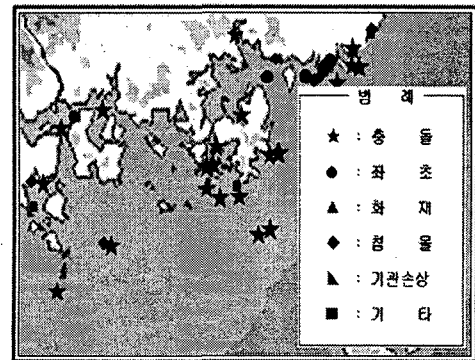 범 례
★ : 충 돌
● : 좌 초
▲ : 화 재
◆ : 침 몰
◣ : 기관손상
■ : 기 타